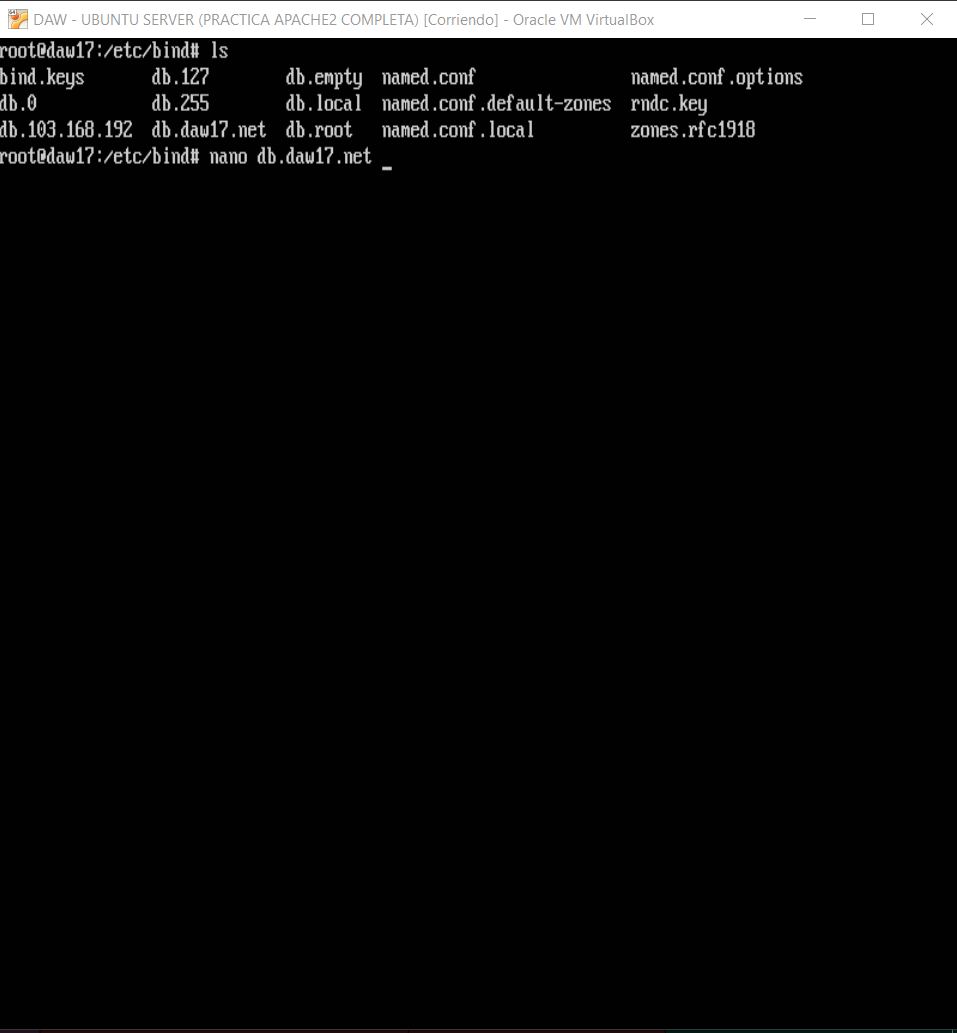 DAW - UBUNTU SERVER (PRACTICA APACHE2 COMPLETA) [Corriendo] - Oracle VM VirtualBox
root@daw17:/etc/bind# ls
bind.keys db.127 db.empty named.conf named.conf.options
db.0 db.255 db.local named.conf.default-zones rndc.key
db.103.168.192 db.daw17.net db.root named.conf.local zones.rfc1918
root@daw17:/etc/bind# nano db.daw17.net _